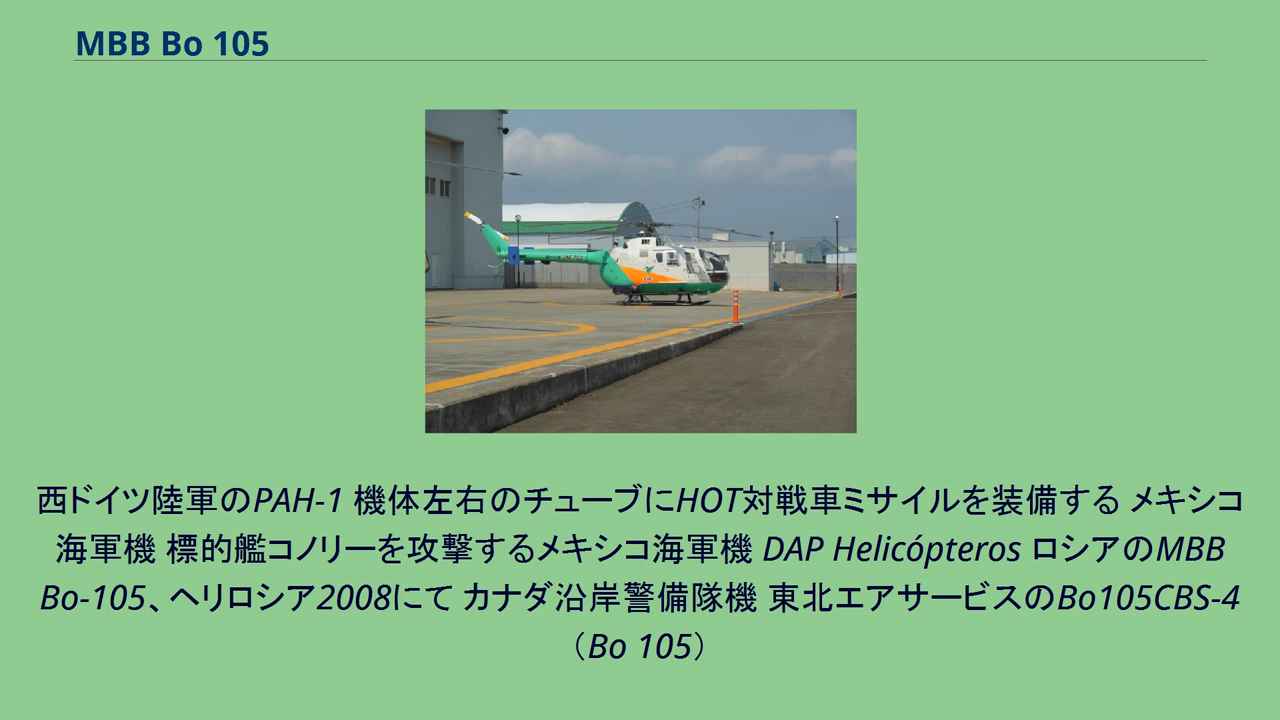 MBB Bo 105
西ドイツ陸軍のPAH-1 機体左右のチューブにHOT対戦車ミサイルを装備する メキシコ
海軍機 標的艦コノリーを攻撃するメキシコ海軍機 DAP Helicópteros ロシアのMBB
Bo-105、ヘリロシア2008にて カナダ沿岸警備隊機 東北エアサービスのBo105CBS-4
（Bo 105）